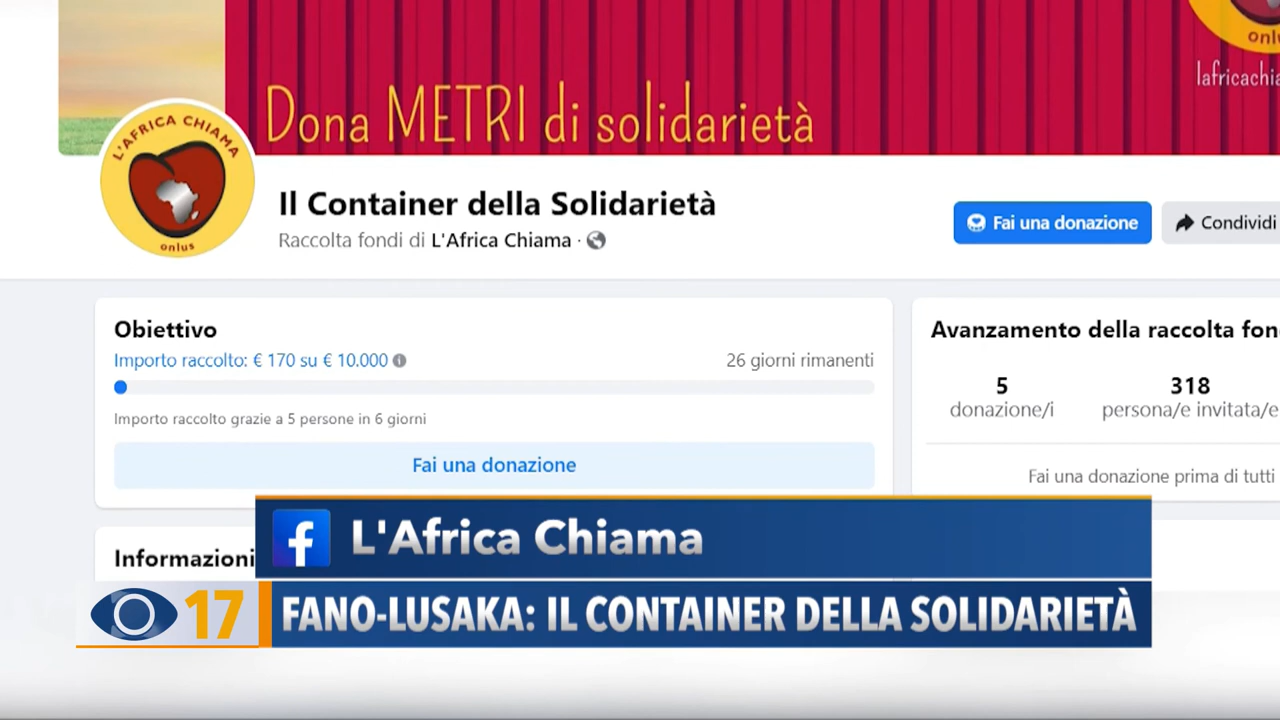 onlu
lafricachia
Dona METRI di solidarietà
L'AFRICA CHIAMA
onlus
Il Container della Solidarietà
Raccolta fondi di L'Africa Chiama ·
Fai una donazione
Condividi
Obiettivo
Importo raccolto: € 170 su € 10.000
26 giorni rimanenti
Importo raccolto grazie a 5 persone in 6 giorni
Fai una donazione
Avanzamento della raccolta fon
5
donazione/i
318
persona/e invitata/e
Fai una donazione prima di tutti
Informazioni
f L'Africa Chiama
17
FANO-LUSAKA: IL CONTAINER DELLA SOLIDARIETÀ